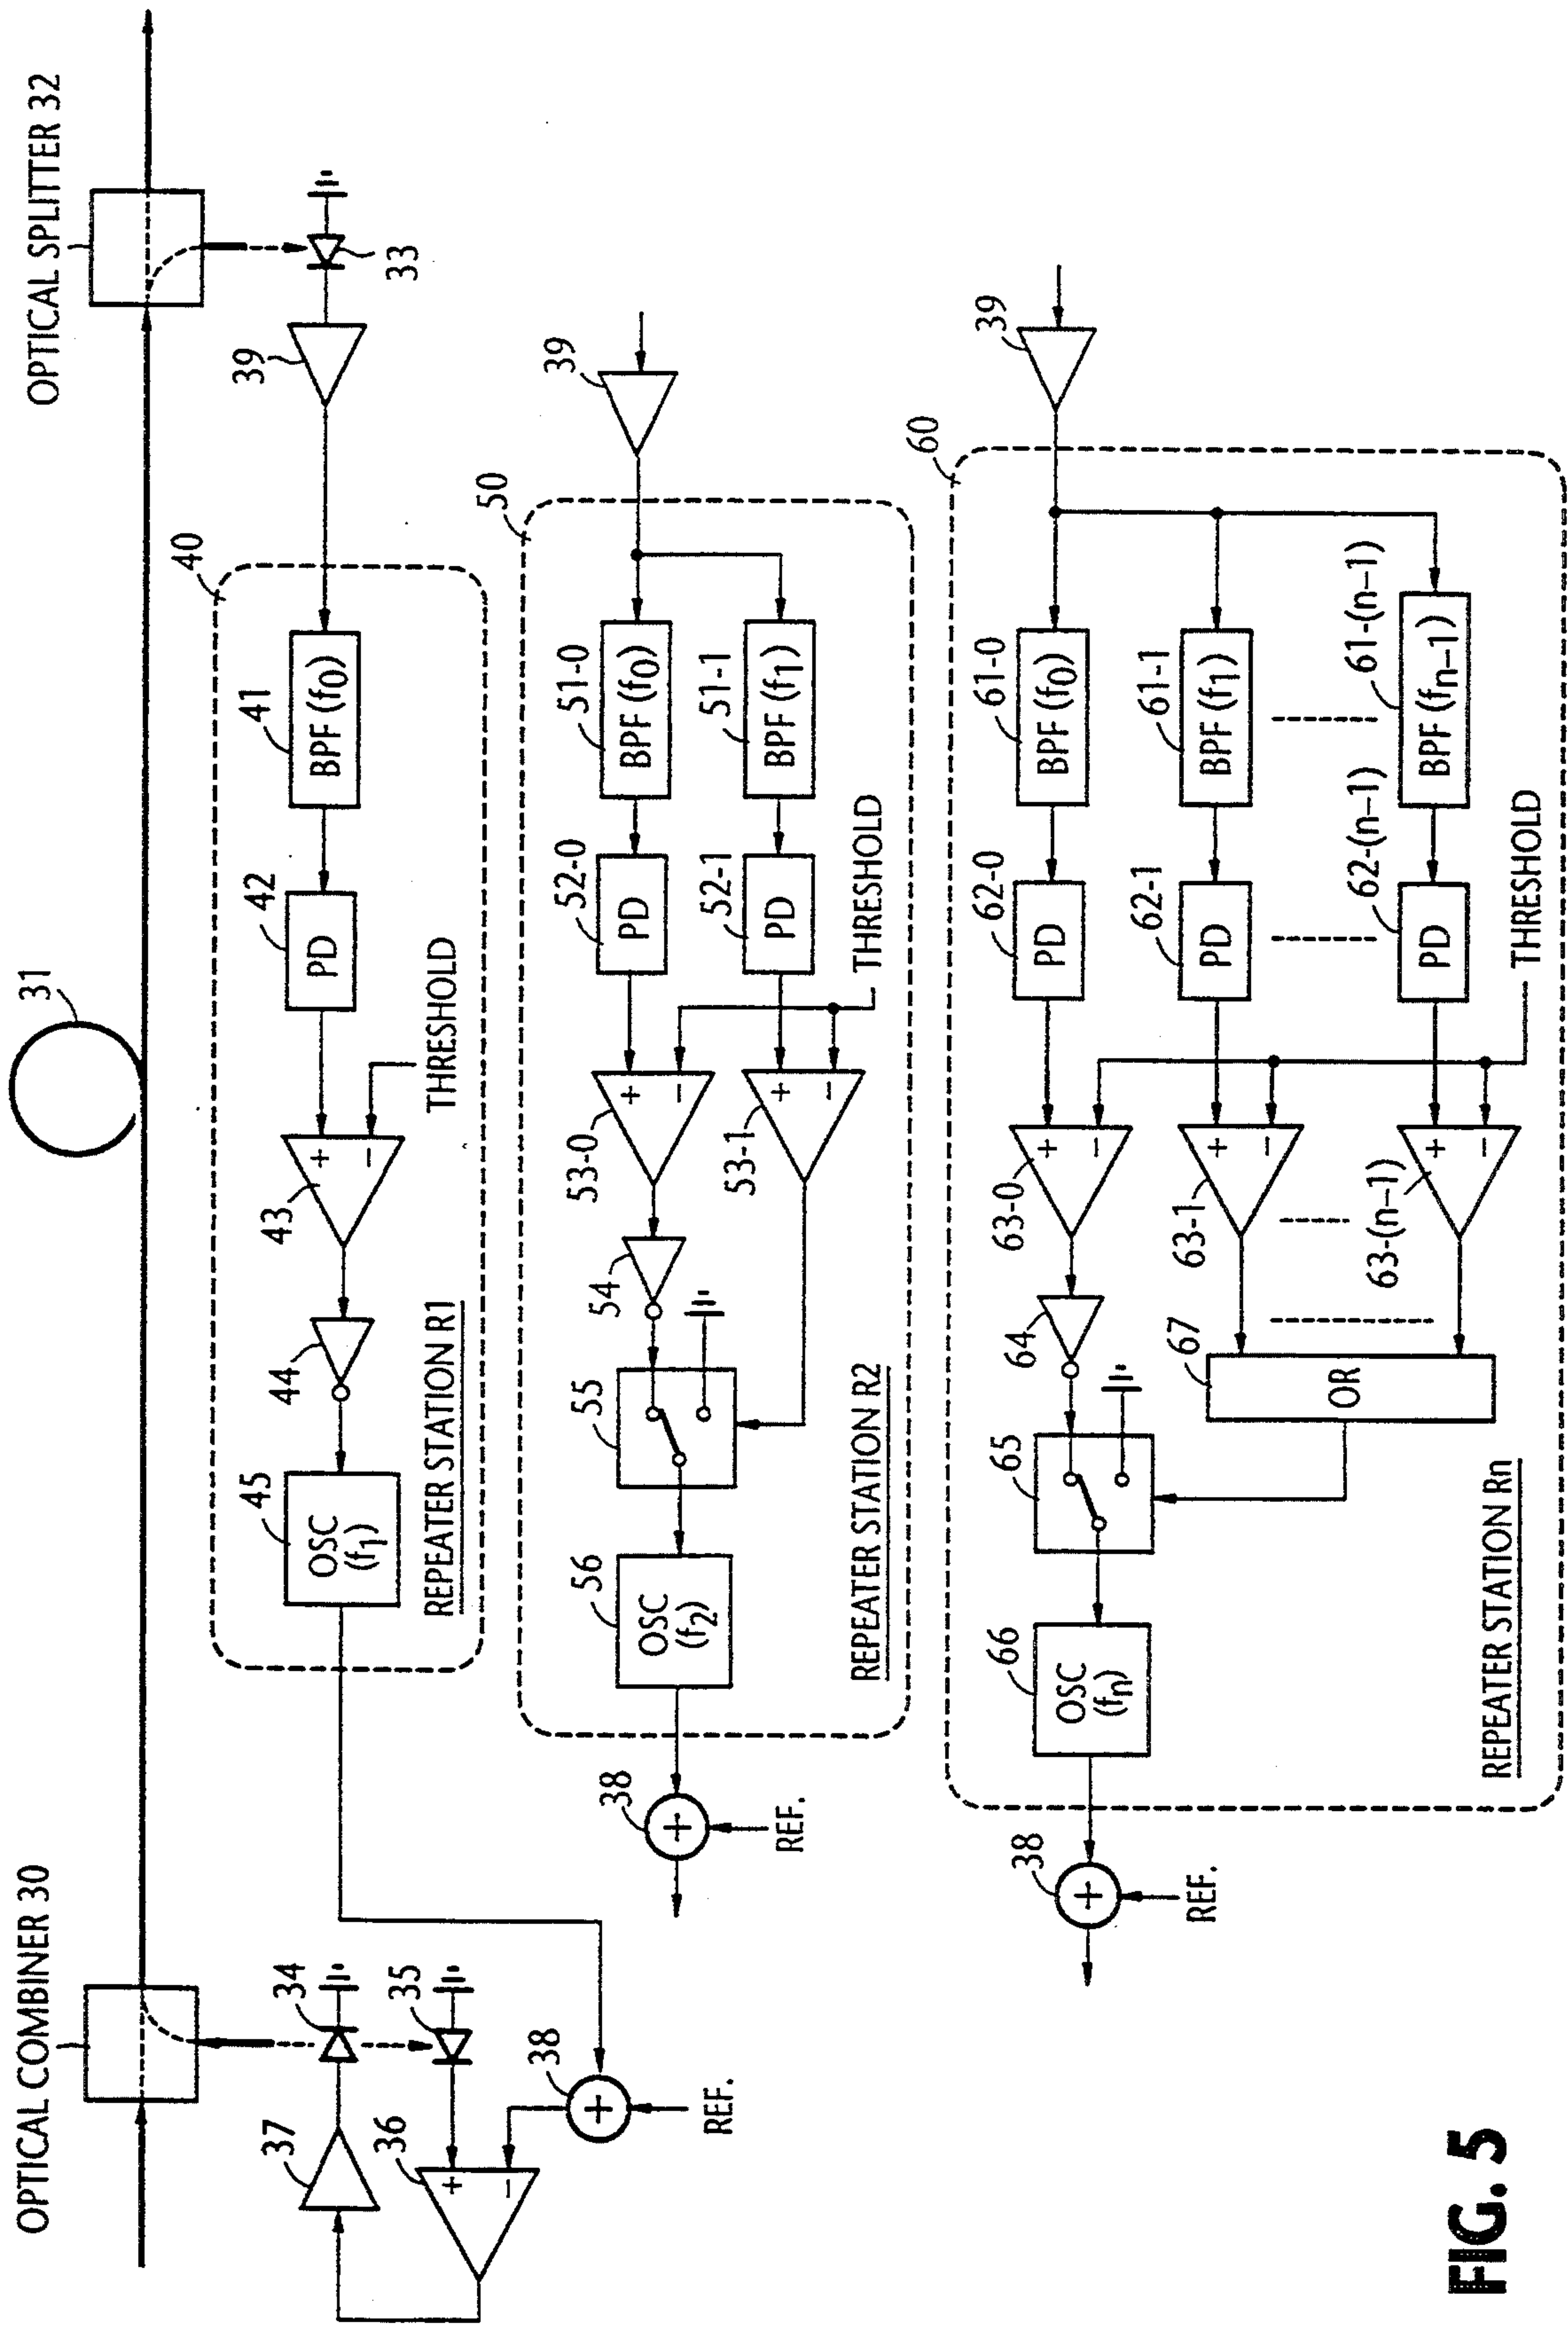 OPTICAL COMBINER 30
31
OPTICAL SPLITTER 32
37
34
36
35
38
REF.
39
33
40
45
44
43
42
41
OSC
(f1)
PD
BPF (f0)
+
−
THRESHOLD
REPEATER STATION R1
+
+
−
50
38
56
55
54
53-0
52-0
51-0
39
+
REF.
OSC
(f2)
+
−
PD
BPF (f0)
53-1
52-1
51-1
+
−
PD
BPF (f1)
THRESHOLD
REPEATER STATION R2
60
38
66
65
64
63-0
62-0
61-0
39
+
REF.
OSC
(fn)
+
−
PD
BPF (f0)
67
63-1
62-1
61-1
OR
+
−
PD
BPF (f1)
63-(n−1)
62-(n−1)
61-(n−1)
+
−
PD
BPF (fn−1)
THRESHOLD
REPEATER STATION Rn
FIG. 5